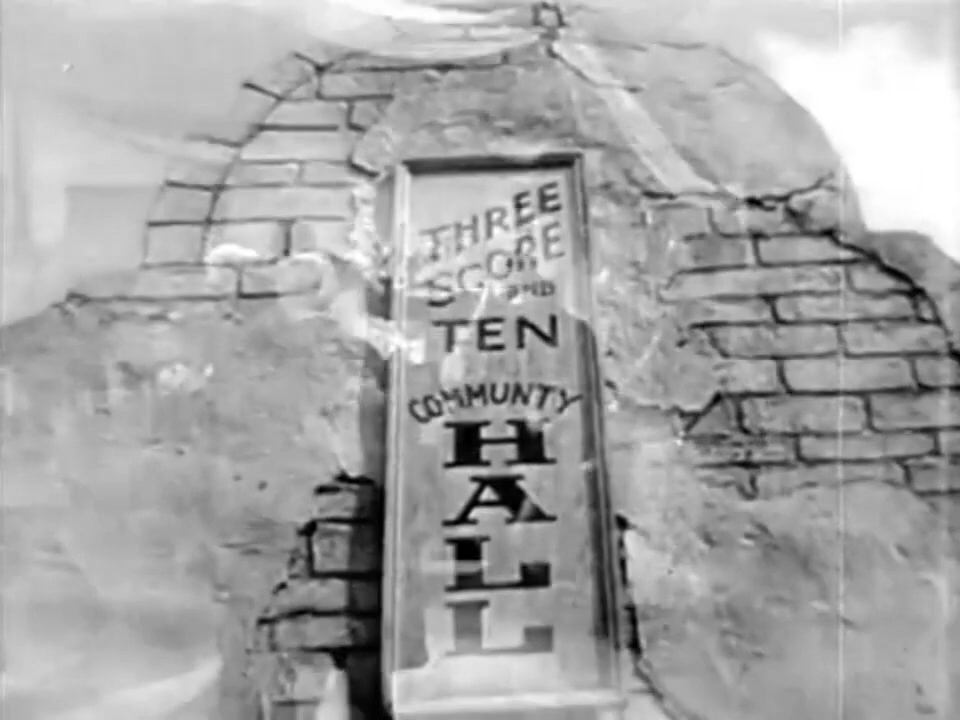 THREE
SCORE
AND
TEN
COMMUNTY
H
A
L
L